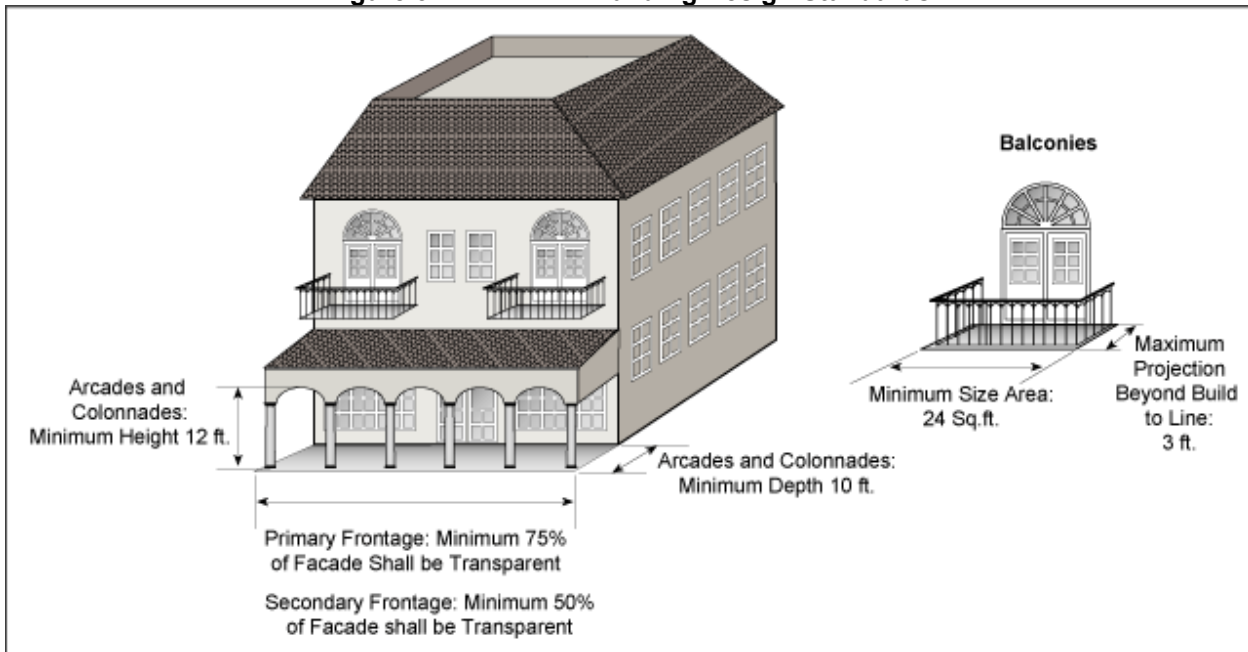 Balconies
Arcades and
Colonnades:
Minimum Height 12 ft.
Maximum
Projection
Beyond Build
to Line:
3 ft.
Minimum Size Area:
24 Sq.ft.
Arcades and Colonnades:
Minimum Depth 10 ft.
Primary Frontage: Minimum 75%
of Facade Shall be Transparent
Secondary Frontage: Minimum 50%
of Facade shall be Transparent